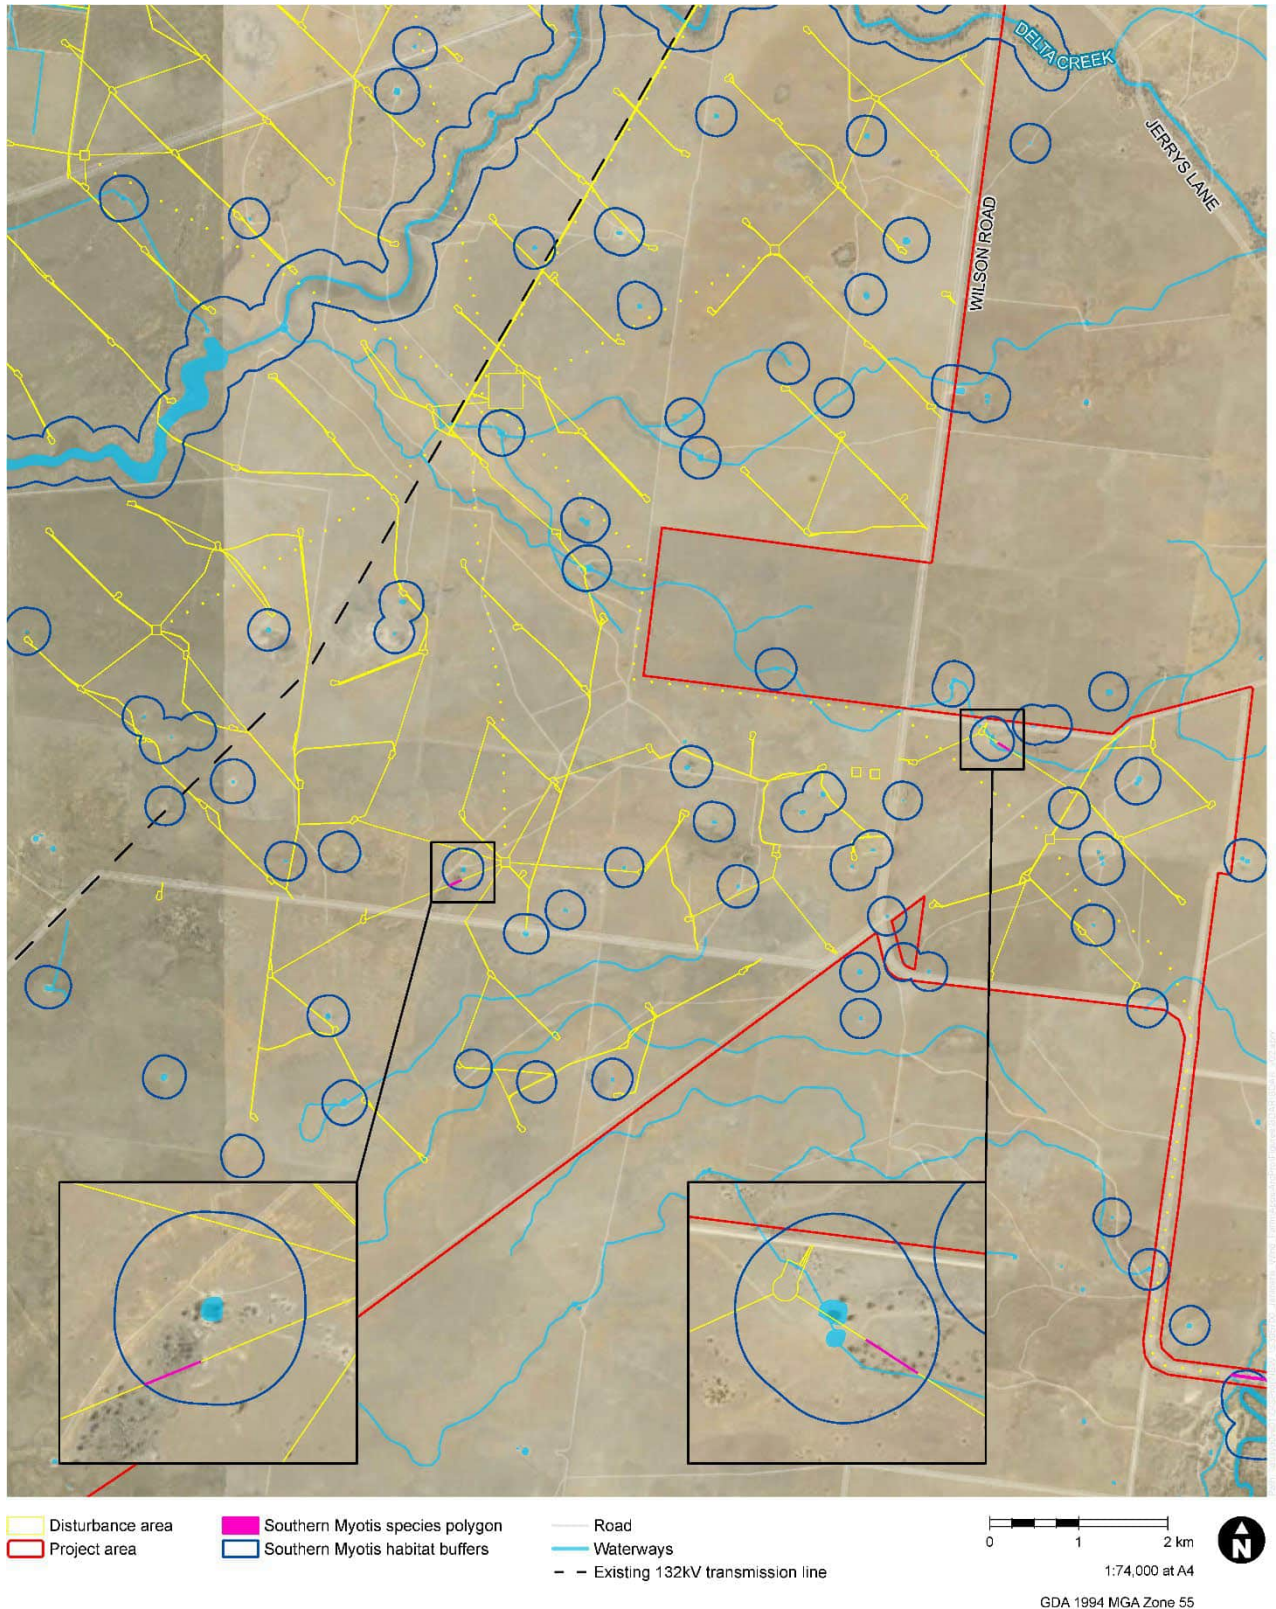 DELTA CREEK
JERRYS LANE
WILSON ROAD
Disturbance area
Project area
Southern Myotis species polygon
Southern Myotis habitat buffers
Road
Waterways
Existing 132kV transmission line
0 1 2 km
N
1:74,000 at A4
GDA 1994 MGA Zone 55